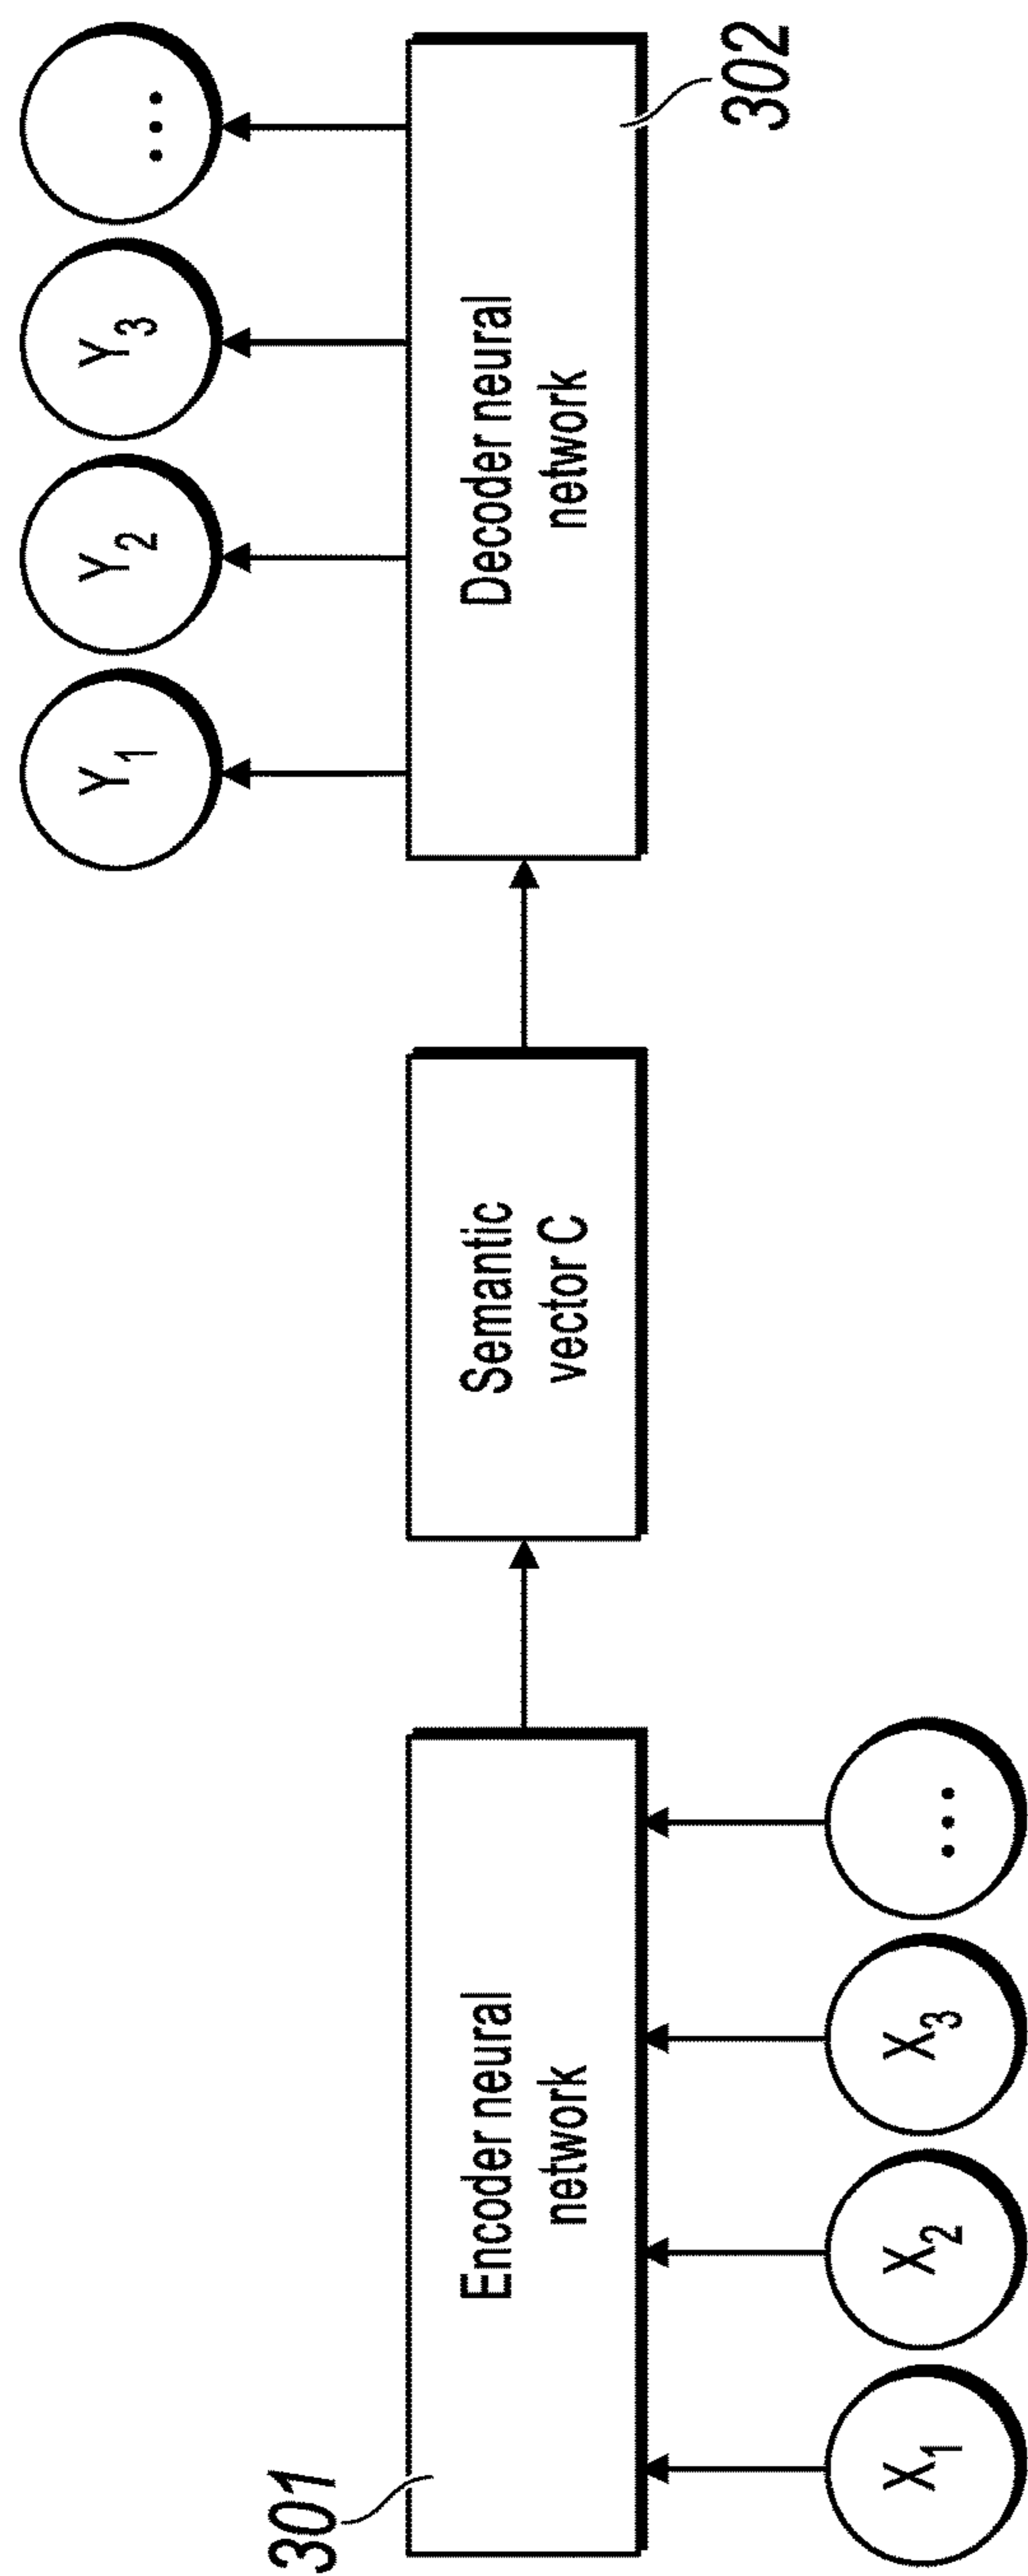 Y₁
Y₂
Y₃
...
301
Encoder neural
network
Semantic
vector C
Decoder neural
network
302
X₁
X₂
X₃
...